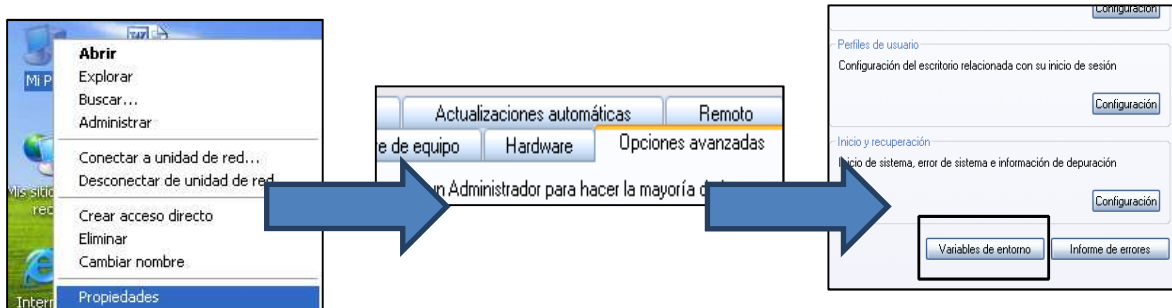 Mi P
Abrir
Explorar
Buscar...
Administrar
Conectar a unidad de red...
Desconectar de unidad de red
Crear acceso directo
Eliminar
Cambiar nombre
Propiedades
Mis sitio
rec
Intern
Actualizaciones automáticas
Remoto
e de equipo
Hardware
Opciones avanzadas
un Administrador para hacer la mayoría
Configuración
Perfiles de usuario
Configuración del escritorio relacionada con su inicio de sesión
Configuración
Inicio y recuperación
Inicio de sistema, error de sistema e información de depuración
Configuración
Variables de entorno
Informe de errores